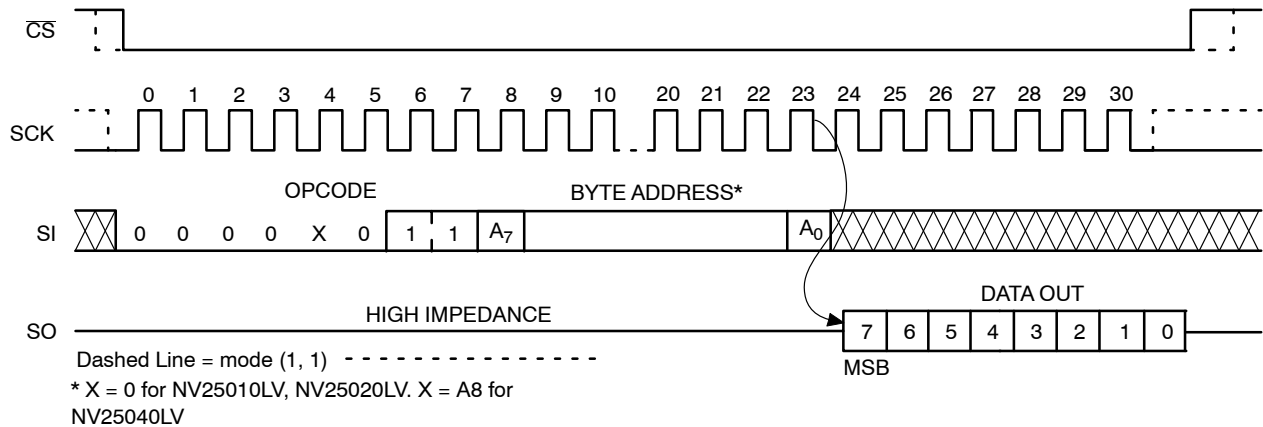 CS
0 1 2 3 4 5 6 7 8 9 10 20 21 22 23 24 25 26 27 28 29 30
SCK
OPCODE BYTE ADDRESS*
SI 0 0 0 0 X 0 1 1 A7 A0
DATA OUT
HIGH IMPEDANCE
SO 7 6 5 4 3 2 1 0
Dashed Line = mode (1, 1)
MSB
* X = 0 for NV25010LV, NV25020LV. X = A8 for
NV25040LV